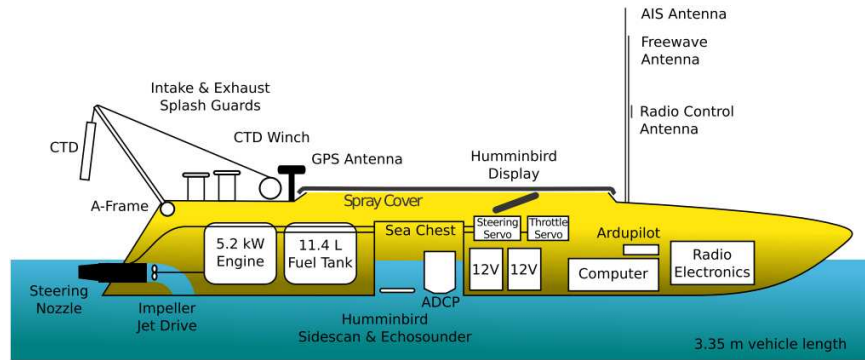 AIS Antenna
Freewave
Antenna
Radio Control
Antenna
Intake & Exhaust
Splash Guards
CTD
CTD Winch
GPS Antenna
Humminbird
Display
A-Frame
Spray Cover
Sea Chest
Steering
Servo
Throttle
Servo
Ardupilot
5.2 kW
Engine
11.4 L
Fuel Tank
12V
12V
Computer
Radio
Electronics
Steering
Nozzle
Impeller
Jet Drive
ADCP
Humminbird
Sidescan & Echosounder
3.35 m vehicle length